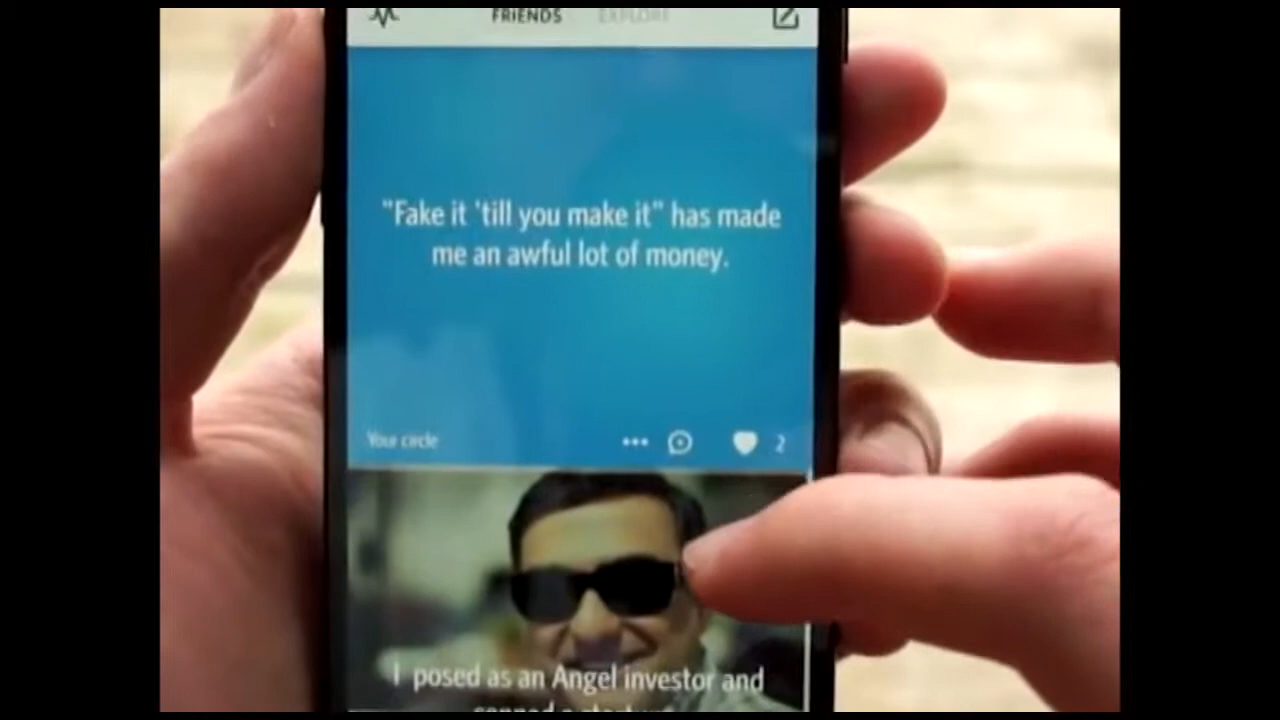 FRIENDS EXPLORE
"Fake it 'till you make it" has made
me an awful lot of money.
Your circle
2
I posed as an Angel investor and